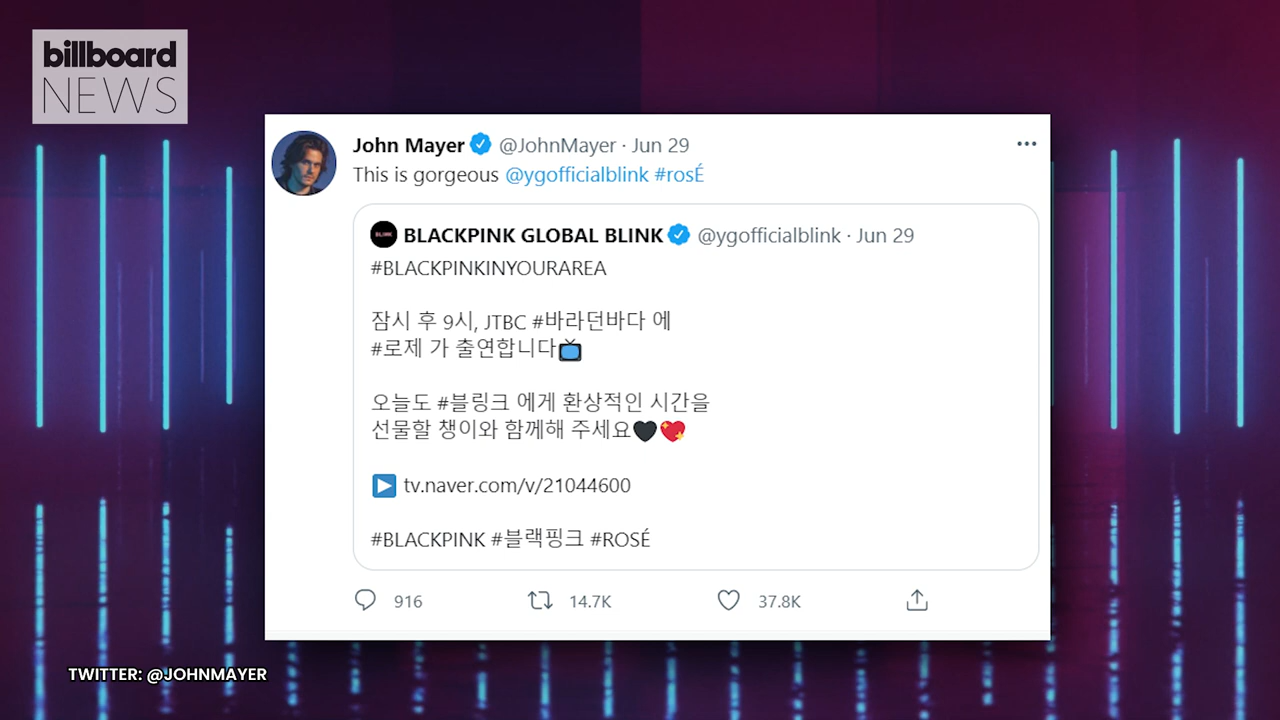 billboard
NEWS
John Mayer @JohnMayer · Jun 29
This is gorgeous @ygofficialblink #rosÉ
BLINK
BLACKPINK GLOBAL BLINK @ygofficialblink · Jun 29
#BLACKPINKINYOURAREA
잠시 후 9시, JTBC #바라던바다 에
#로제 가 출연합니다📺
오늘도 #블링크 에게 환상적인 시간을
선물할 챙이와 함께해 주세요🖤💖
▶ tv.naver.com/v/21044600
#BLACKPINK #블랙핑크 #ROSÉ
916 14.7K 37.8K
TWITTER: @JOHNMAYER